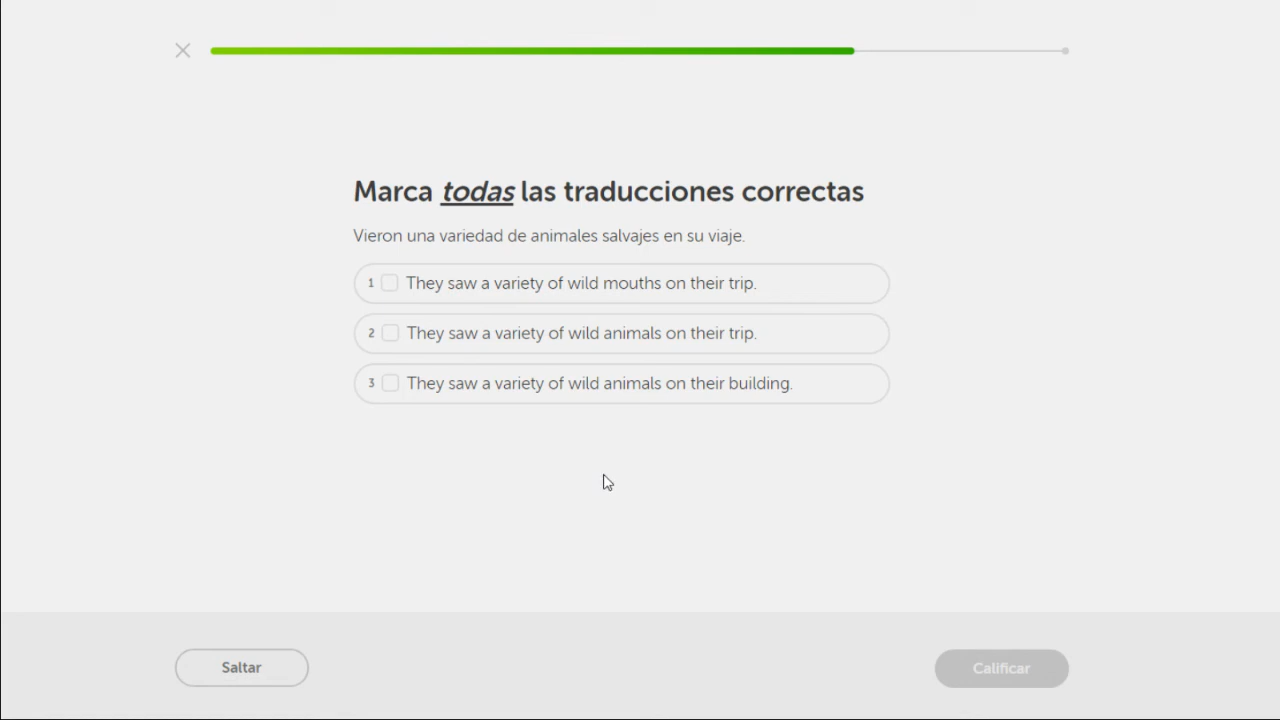 Marca todas las traducciones correctas
Vieron una variedad de animales salvajes en su viaje.
1 They saw a variety of wild mouths on their trip.
2 They saw a variety of wild animals on their trip.
3 They saw a variety of wild animals on their building.
Saltar
Calificar